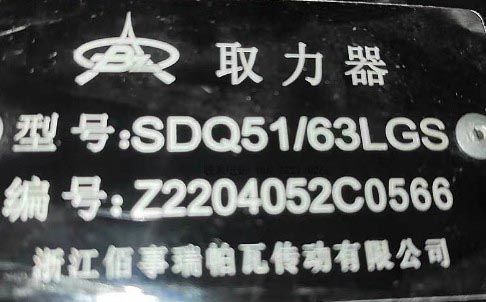 取力器
型号:SDQ51/63LGS
编号:Z2204052C0566
浙江佰事瑞帕瓦传动有限公司